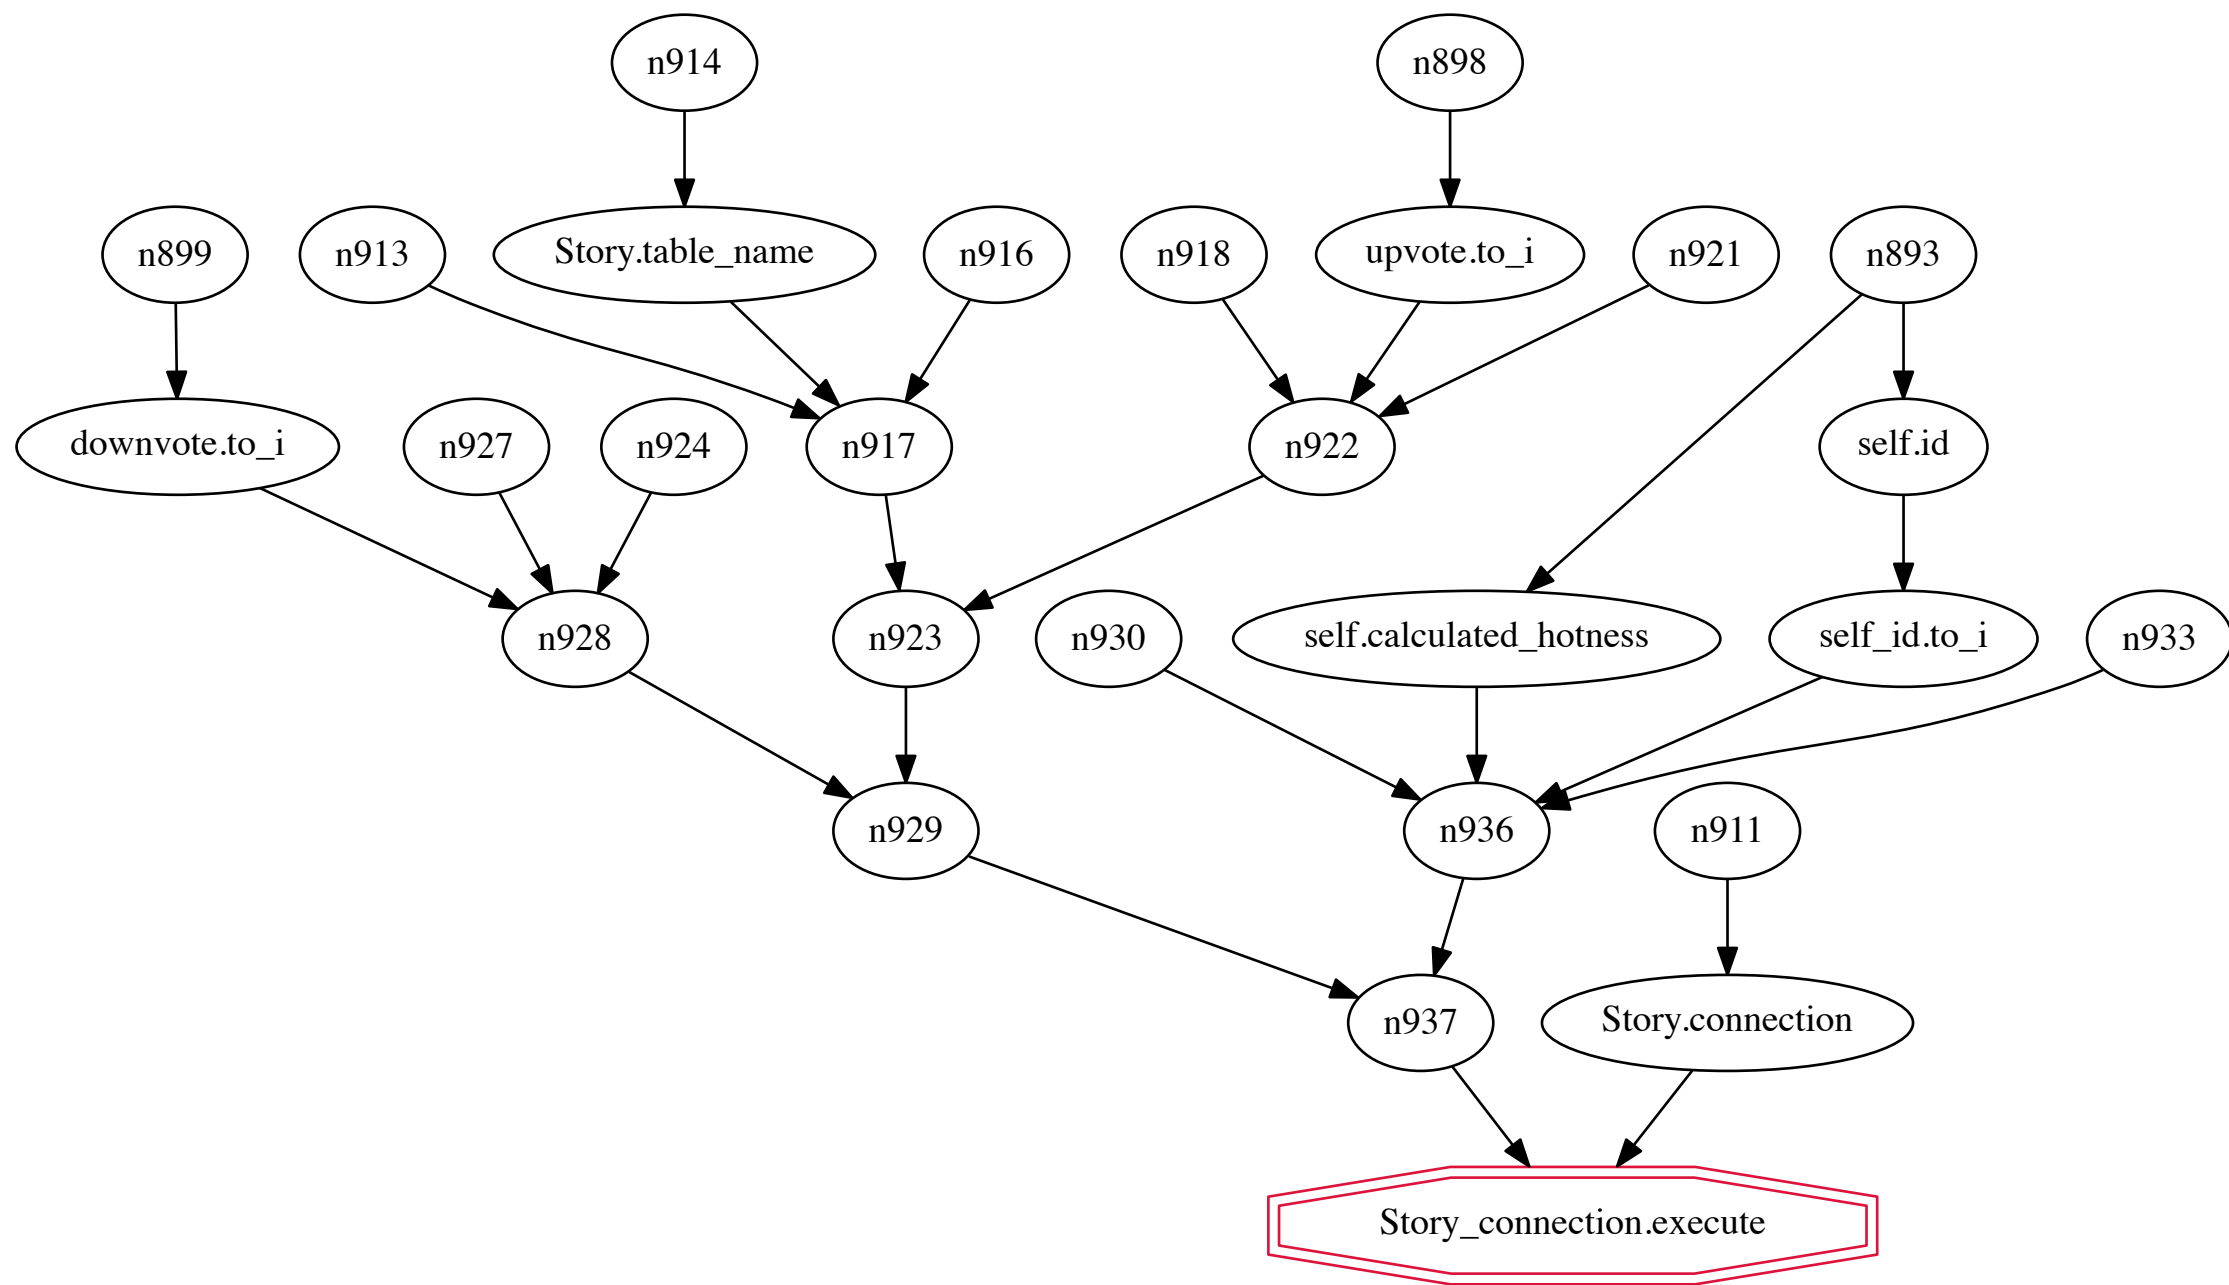 n914
n898
n899
n913
Story.table_name
n916
n918
upvote.to_i
n921
n893
downvote.to_i
n927
n924
n917
n922
self.id
n928
n923
n930
self.calculated_hotness
self_id.to_i
n933
n929
n936
n911
n937
Story.connection
Story_connection.execute